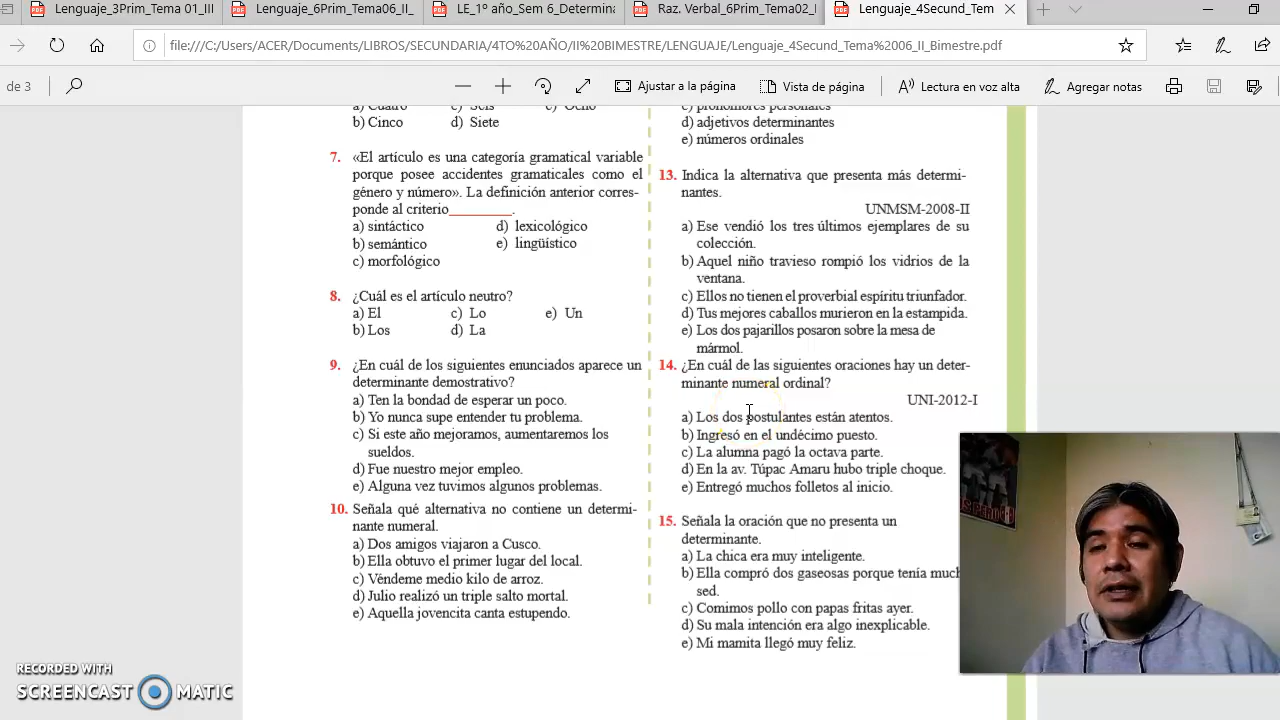 Lenguaje_3Prim_Tema 01_III
Lenguaje_6Prim_Tema06_II_
LE_1º año_Sem 6_Determina
Raz. Verbal_6Prim_Tema02_I
Lenguaje_4Secund_Tem
file:///C:/Users/ACER/Documents/LIBROS/SECUNDARIA/4TO%20AÑO/II%20BIMESTRE/LENGUAJE/Lenguaje_4Secund_Tema%2006_II_Bimestre.pdf
de 3
Ajustar a la página
Vista de página
Lectura en voz alta
Agregar notas
a) Cuatro c) Seis e) Ocho
b) Cinco d) Siete
7. «El artículo es una categoría gramatical variable
porque posee accidentes gramaticales como el
género y número». La definición anterior corres-
ponde al criterio________.
a) sintáctico d) lexicológico
b) semántico e) lingüístico
c) morfológico
8. ¿Cuál es el artículo neutro?
a) El c) Lo e) Un
b) Los d) La
9. ¿En cuál de los siguientes enunciados aparece un
determinante demostrativo?
a) Ten la bondad de esperar un poco.
b) Yo nunca supe entender tu problema.
c) Si este año mejoramos, aumentaremos los
sueldos.
d) Fue nuestro mejor empleo.
e) Alguna vez tuvimos algunos problemas.
10. Señala qué alternativa no contiene un determi-
nante numeral.
a) Dos amigos viajaron a Cusco.
b) Ella obtuvo el primer lugar del local.
c) Véndeme medio kilo de arroz.
d) Julio realizó un triple salto mortal.
e) Aquella jovencita canta estupendo.
c) pronombres personales
d) adjetivos determinantes
e) números ordinales
13. Indica la alternativa que presenta más determi-
nantes.
UNMSM-2008-II
a) Ese vendió los tres últimos ejemplares de su
colección.
b) Aquel niño travieso rompió los vidrios de la
ventana.
c) Ellos no tienen el proverbial espíritu triunfador.
d) Tus mejores caballos murieron en la estampida.
e) Los dos pajarillos posaron sobre la mesa de
mármol.
14. ¿En cuál de las siguientes oraciones hay un deter-
minante numeral ordinal?
UNI-2012-I
a) Los dos postulantes están atentos.
b) Ingresó en el undécimo puesto.
c) La alumna pagó la octava parte.
d) En la av. Túpac Amaru hubo triple choque.
e) Entregó muchos folletos al inicio.
15. Señala la oración que no presenta un
determinante.
a) La chica era muy inteligente.
b) Ella compró dos gaseosas porque tenía much
sed.
c) Comimos pollo con papas fritas ayer.
d) Su mala intención era algo inexplicable.
e) Mi mamita llegó muy feliz.
RECORDED WITH
SCREENCAST MATIC